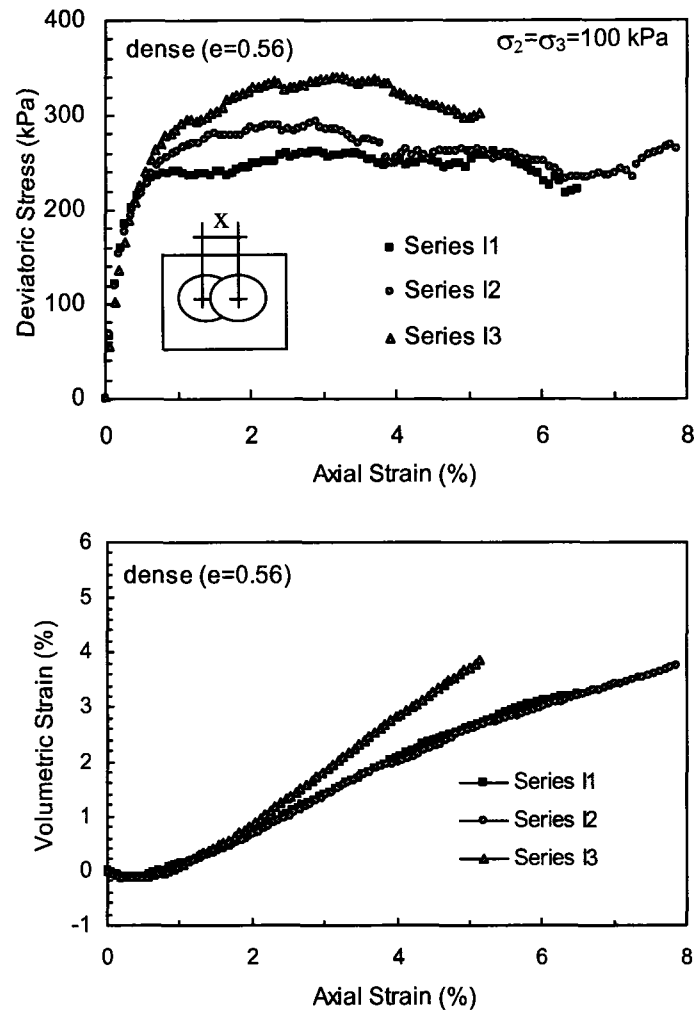 400
dense (e=0.56)
σ2=σ3=100 kPa
300
X
200
Series I1
Series I2
100
Series I3
0
0
2
4
6
8
Deviatoric Stress (kPa)
Axial Strain (%)
6
dense (e=0.56)
5
4
3
2
1
0
-1
Series I1
Series I2
Series I3
0
2
4
6
8
Volumetric Strain (%)
Axial Strain (%)